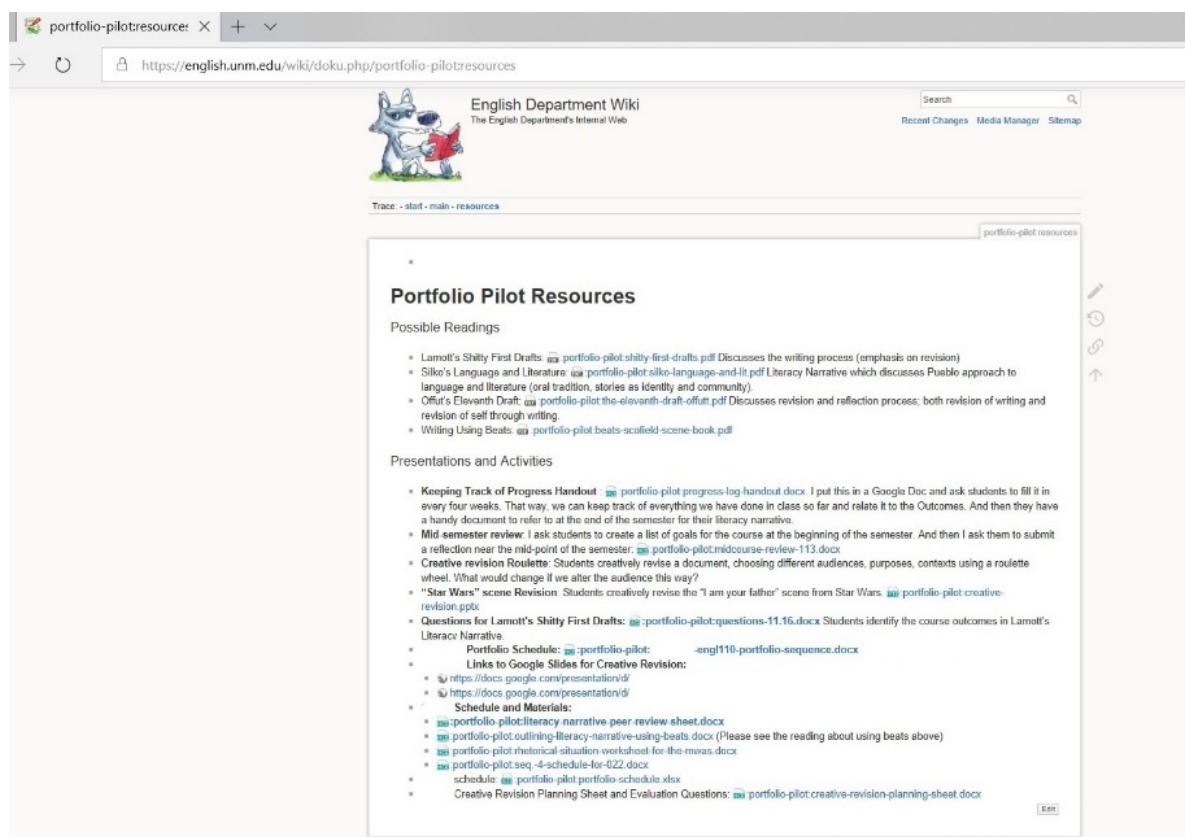 portfolio-pilot:resources
https://english.unm.edu/wiki/doku.php/portfolio-pilot:resources
English Department Wiki
The English Department's Internal Web
Search
Recent Changes Media Manager Sitemap
Trace: - start - main - resources
portfolio-pilot:resources
Portfolio Pilot Resources
Possible Readings
Lamott's Shitty First Drafts: :portfolio-pilot:shitty-first-drafts.pdf Discusses the writing process (emphasis on revision)
Silko's Language and Literature: :portfolio-pilot:silko-language-and-lit.pdf Literacy Narrative which discusses Pueblo approach to
language and literature (oral tradition, stories as identity and community).
Offut's Eleventh Draft: :portfolio-pilot:the-eleventh-draft-offutt.pdf Discusses revision and reflection process; both revision of writing and
revision of self through writing.
Writing Using Beats: :portfolio-pilot:beats-scofield-scene-book.pdf
Presentations and Activities
Keeping Track of Progress Handout : :portfolio-pilot:progress-log-handout.docx. I put this in a Google Doc and ask students to fill it in
every four weeks. That way, we can keep track of everything we have done in class so far and relate it to the Outcomes. And then they have
a handy document to refer to at the end of the semester for their literacy narrative.
Mid-semester review: I ask students to create a list of goals for the course at the beginning of the semester. And then I ask them to submit
a reflection near the mid-point of the semester: :portfolio-pilot:midcourse-review-113.docx
Creative revision Roulette: Students creatively revise a document, choosing different audiences, purposes, contexts using a roulette
wheel. What would change if we alter the audience this way?
"Star Wars" scene Revision: Students creatively revise the "I am your father" scene from Star Wars. :portfolio-pilot:creative-
revision.pptx
Questions for Lamott's Shitty First Drafts: :portfolio-pilot:questions-11.16.docx Students identify the course outcomes in Lamott's
Literacy Narrative.
Portfolio Schedule: :portfolio-pilot: -engl110-portfolio-sequence.docx
Links to Google Slides for Creative Revision:
https://docs.google.com/presentation/d/
https://docs.google.com/presentation/d/
Schedule and Materials:
:portfolio-pilot:literacy-narrative-peer-review-sheet.docx
:portfolio-pilot:outlining-literacy-narrative-using-beats.docx (Please see the reading about using beats above)
:portfolio-pilot:rhetorical-situation-worksheet-for-the-mwas.docx
:portfolio-pilot:seq.-4-schedule-for-022.docx
schedule: :portfolio-pilot:portfolio-schedule.xlsx
Creative Revision Planning Sheet and Evaluation Questions: :portfolio-pilot:creative-revision-planning-sheet.docx
Edit